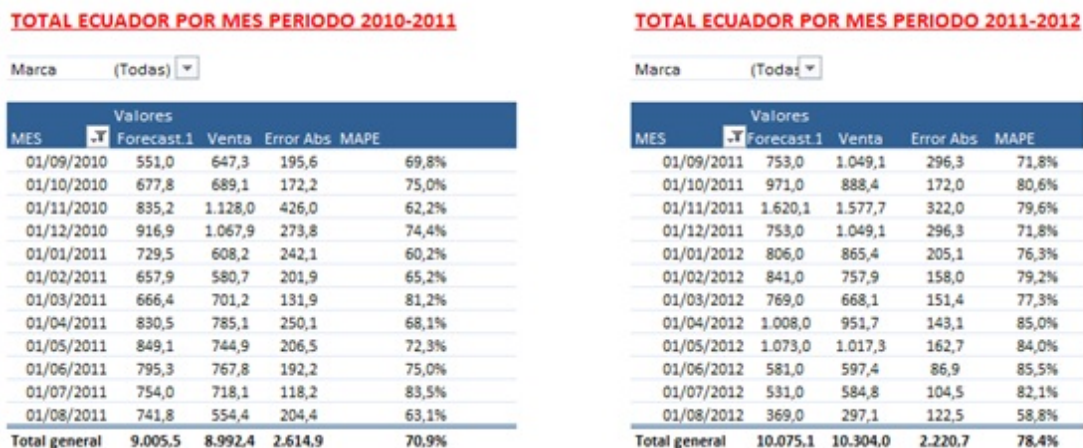 TOTAL ECUADOR POR MES PERIODO 2010-2011
Marca (Todas)
Valores
MES Forecast.1 Venta Error Abs MAPE
01/09/2010 551,0 647,3 195,6 69,8%
01/10/2010 677,8 689,1 172,2 75,0%
01/11/2010 835,2 1.128,0 426,0 62,2%
01/12/2010 916,9 1.067,9 273,8 74,4%
01/01/2011 729,5 608,2 242,1 60,2%
01/02/2011 657,9 580,7 201,9 65,2%
01/03/2011 666,4 701,2 131,9 81,2%
01/04/2011 830,5 785,1 250,1 68,1%
01/05/2011 849,1 744,9 206,5 72,3%
01/06/2011 795,3 767,8 192,2 75,0%
01/07/2011 754,0 718,1 118,2 83,5%
01/08/2011 741,8 554,4 204,4 63,1%
Total general 9.005,5 8.992,4 2.614,9 70,9%
TOTAL ECUADOR POR MES PERIODO 2011-2012
Marca (Todas
Valores
MES Forecast.1 Venta Error Abs MAPE
01/09/2011 753,0 1.049,1 296,3 71,8%
01/10/2011 971,0 888,4 172,0 80,6%
01/11/2011 1.620,1 1.577,7 322,0 79,6%
01/12/2011 753,0 1.049,1 296,3 71,8%
01/01/2012 806,0 865,4 205,1 76,3%
01/02/2012 841,0 757,9 158,0 79,2%
01/03/2012 769,0 668,1 151,4 77,3%
01/04/2012 1.008,0 951,7 143,1 85,0%
01/05/2012 1.073,0 1.017,3 162,7 84,0%
01/06/2012 581,0 597,4 86,9 85,5%
01/07/2012 531,0 584,8 104,5 82,1%
01/08/2012 369,0 297,1 122,5 58,8%
Total general 10.075,1 10.304,0 2.220,7 78,4%